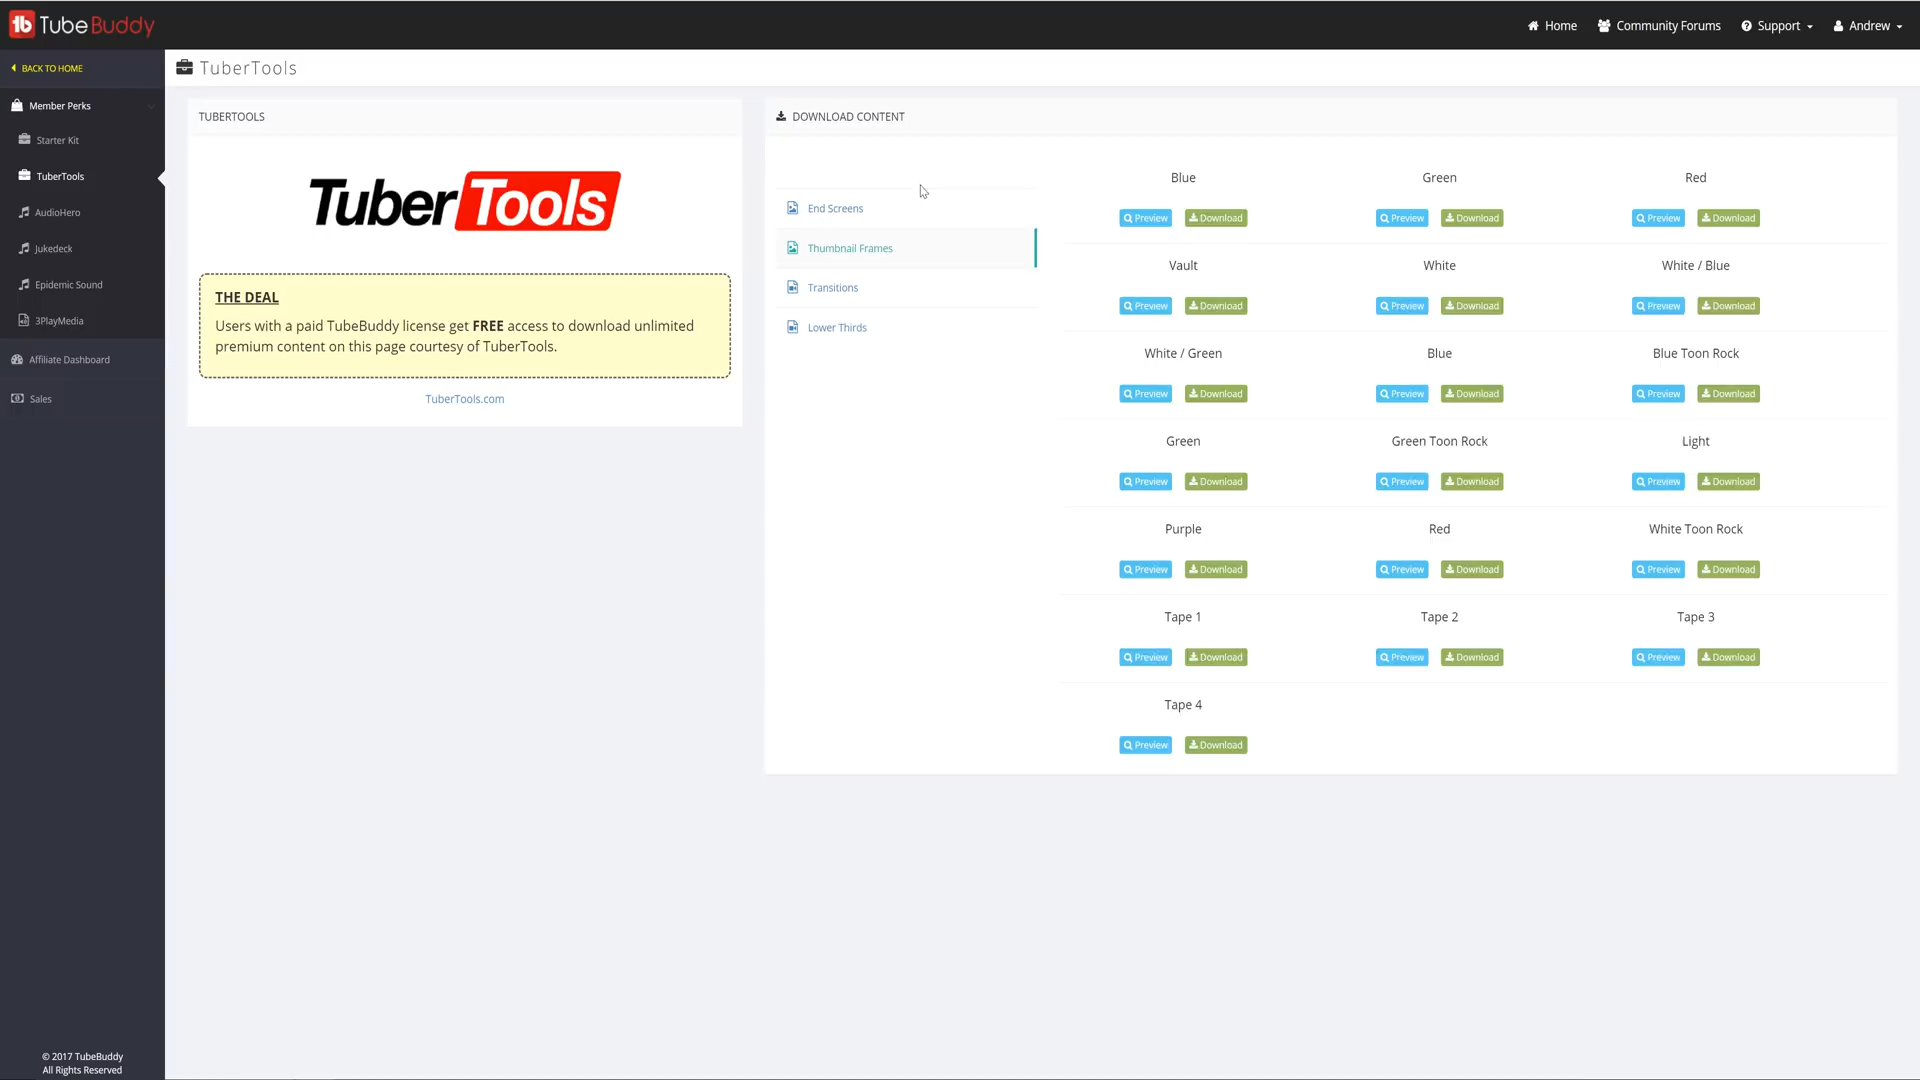 TubeBuddy
Home
Community Forums
Support
Andrew
BACK TO HOME
Member Perks
Starter Kit
TuberTools
AudioHero
Jukedeck
Epidemic Sound
3PlayMedia
Affiliate Dashboard
Sales
© 2017 TubeBuddy
All Rights Reserved
TuberTools
TUBERTOOLS
TuberTools
THE DEAL
Users with a paid TubeBuddy license get FREE access to download unlimited
premium content on this page courtesy of TuberTools.
TuberTools.com
DOWNLOAD CONTENT
End Screens
Thumbnail Frames
Transitions
Lower Thirds
Blue Green Red
Preview Download Preview Download Preview Download
Vault White White / Blue
Preview Download Preview Download Preview Download
White / Green Blue Blue Toon Rock
Preview Download Preview Download Preview Download
Green Green Toon Rock Light
Preview Download Preview Download Preview Download
Purple Red White Toon Rock
Preview Download Preview Download Preview Download
Tape 1 Tape 2 Tape 3
Preview Download Preview Download Preview Download
Tape 4
Preview Download